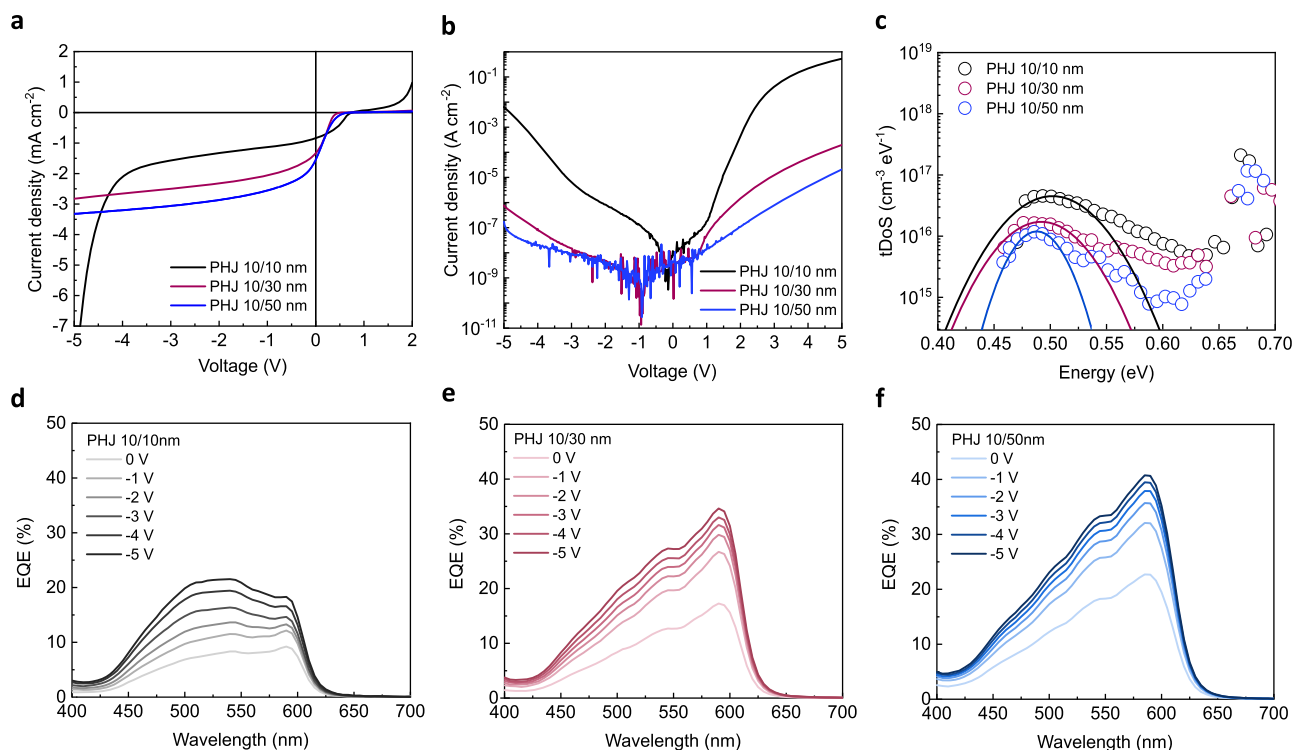 a
2
1
0
-1
-2
-3
-4
-5
-6
-7
Current density (mA cm⁻²)
PHJ 10/10 nm
PHJ 10/30 nm
PHJ 10/50 nm
-5 -4 -3 -2 -1 0 1 2
Voltage (V)
b
10⁻¹
10⁻³
10⁻⁵
10⁻⁷
10⁻⁹
10⁻¹¹
Current density (A cm⁻²)
PHJ 10/10 nm
PHJ 10/30 nm
PHJ 10/50 nm
-5 -4 -3 -2 -1 0 1 2 3 4 5
Voltage (V)
c
10¹⁹
10¹⁸
10¹⁷
10¹⁶
10¹⁵
tDoS (cm⁻³ eV⁻¹)
PHJ 10/10 nm
PHJ 10/30 nm
PHJ 10/50 nm
0.40 0.45 0.50 0.55 0.60 0.65 0.70
Energy (eV)
d
50
40
30
20
10
0
EQE (%)
PHJ 10/10nm
0 V
-1 V
-2 V
-3 V
-4 V
-5 V
400 450 500 550 600 650 700
Wavelength (nm)
e
50
40
30
20
10
0
EQE (%)
PHJ 10/30 nm
0 V
-1 V
-2 V
-3 V
-4 V
-5 V
400 450 500 550 600 650 700
Wavelength (nm)
f
50
40
30
20
10
0
EQE (%)
PHJ 10/50nm
0 V
-1 V
-2 V
-3 V
-4 V
-5 V
400 450 500 550 600 650 700
Wavelength (nm)